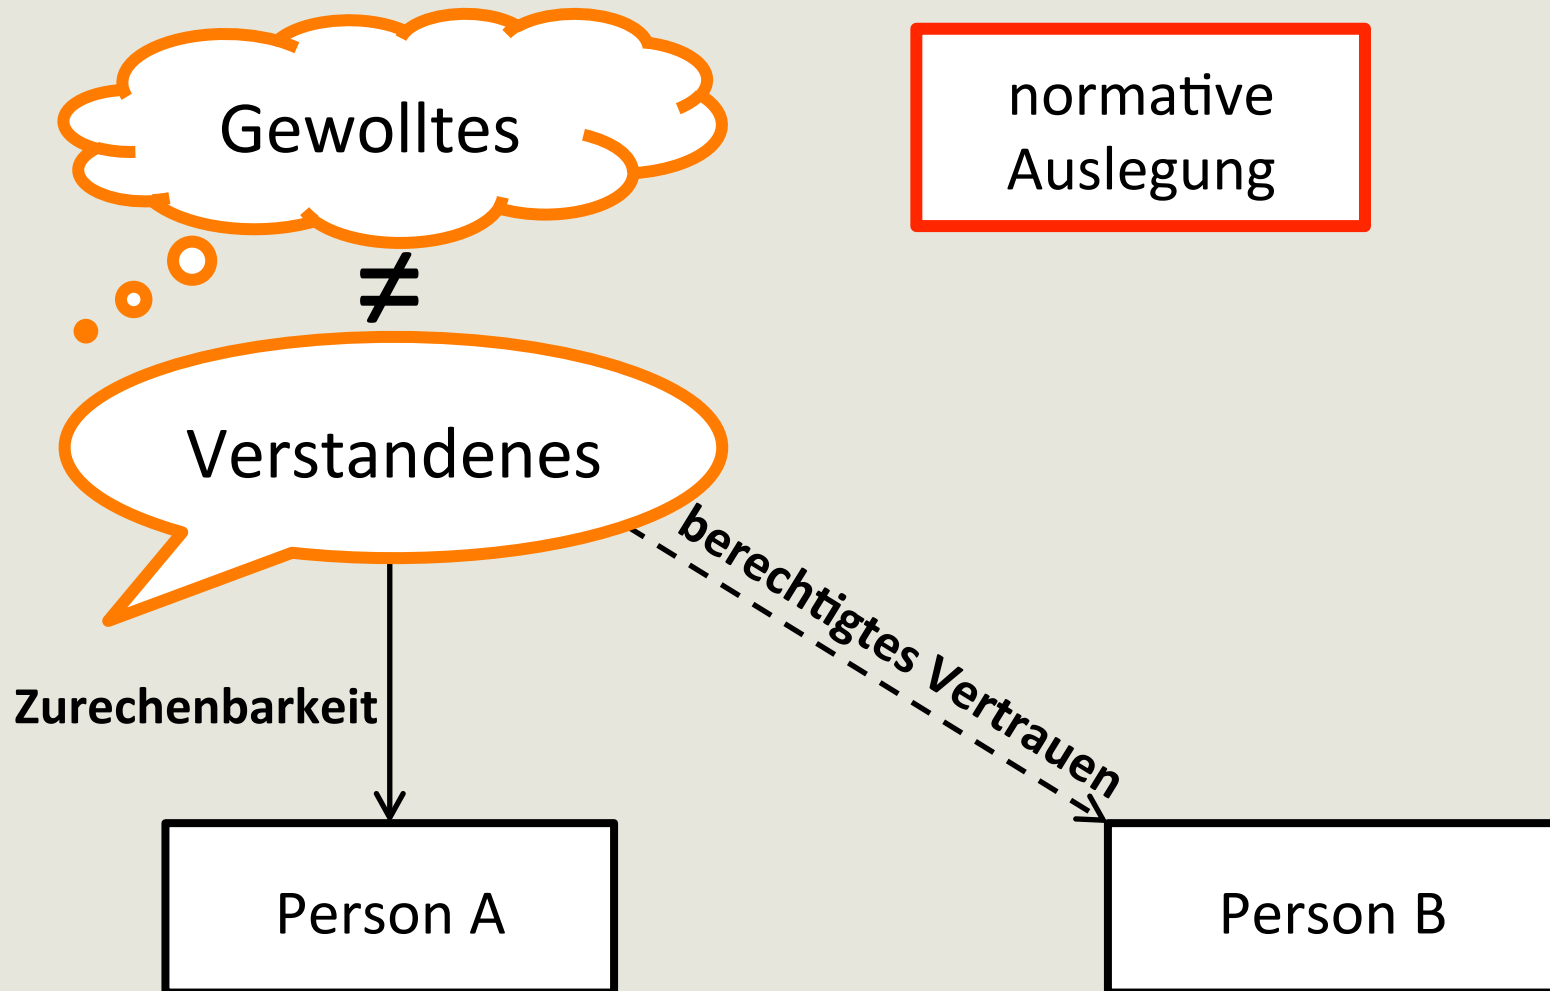 Gewolltes
normative
Auslegung
≠
Verstandenes
berechtigtes Vertrauen
Zurechenbarkeit
Person A
Person B